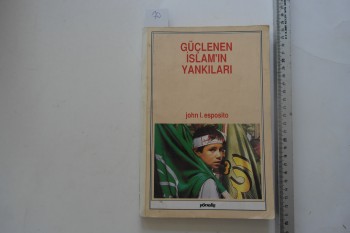 GÜÇLENEN
İSLAM'IN
YANKILARI
john l. esposito
yöneliş